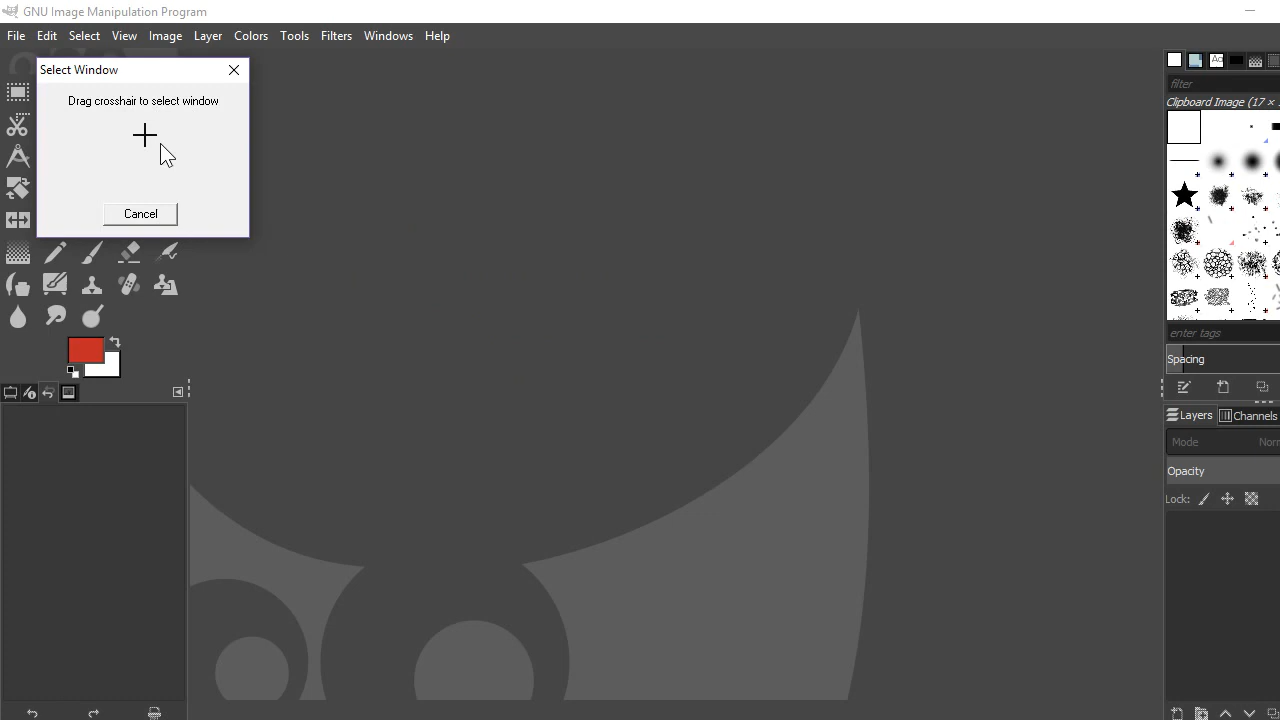 GNU Image Manipulation Program
File Edit Select View Image Layer Colors Tools Filters Windows Help
Select Window
Drag crosshair to select window
Cancel
filter
Clipboard Image (17 ×
enter tags
Spacing
Layers Channels
Mode Nor
Opacity
Lock: